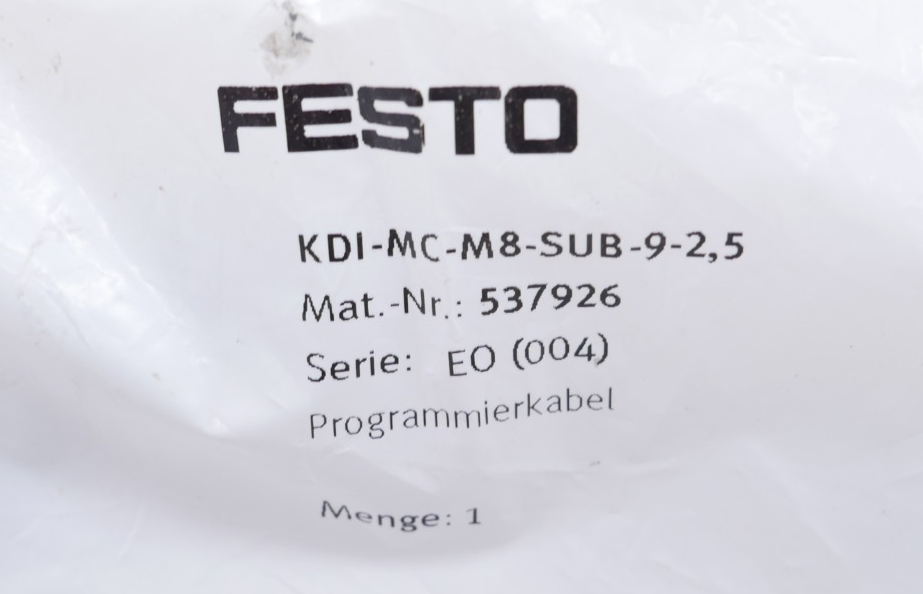 FESTO
KDI-MC-M8-SUB-9-2,5
Mat.-Nr.: 537926
Serie: EO (004)
Programmierkabel
Menge: 1